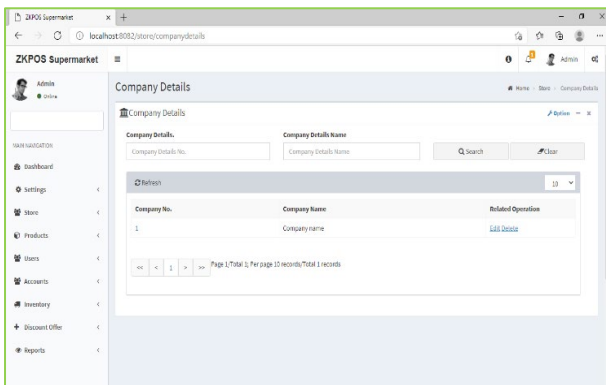 ZKPOS Supermarket
localhost:8082/store/companydetails
ZKPOS Supermarket
Admin
Admin
Online
Company Details
Home Store Company Details
Company Details
Option
Company Details.
Company Details Name
Company Details No.
Company Details Name
Search
Clear
MAIN NAVIGATION
Dashboard
Settings
Store
Products
Users
Accounts
Inventory
Discount Offer
Reports
Refresh
10
Company No.
Company Name
Related Operation
1
Company name
Edit Delete
<< < 1 > >> Page 1/Total 1; Per page 10 records/Total 1 records